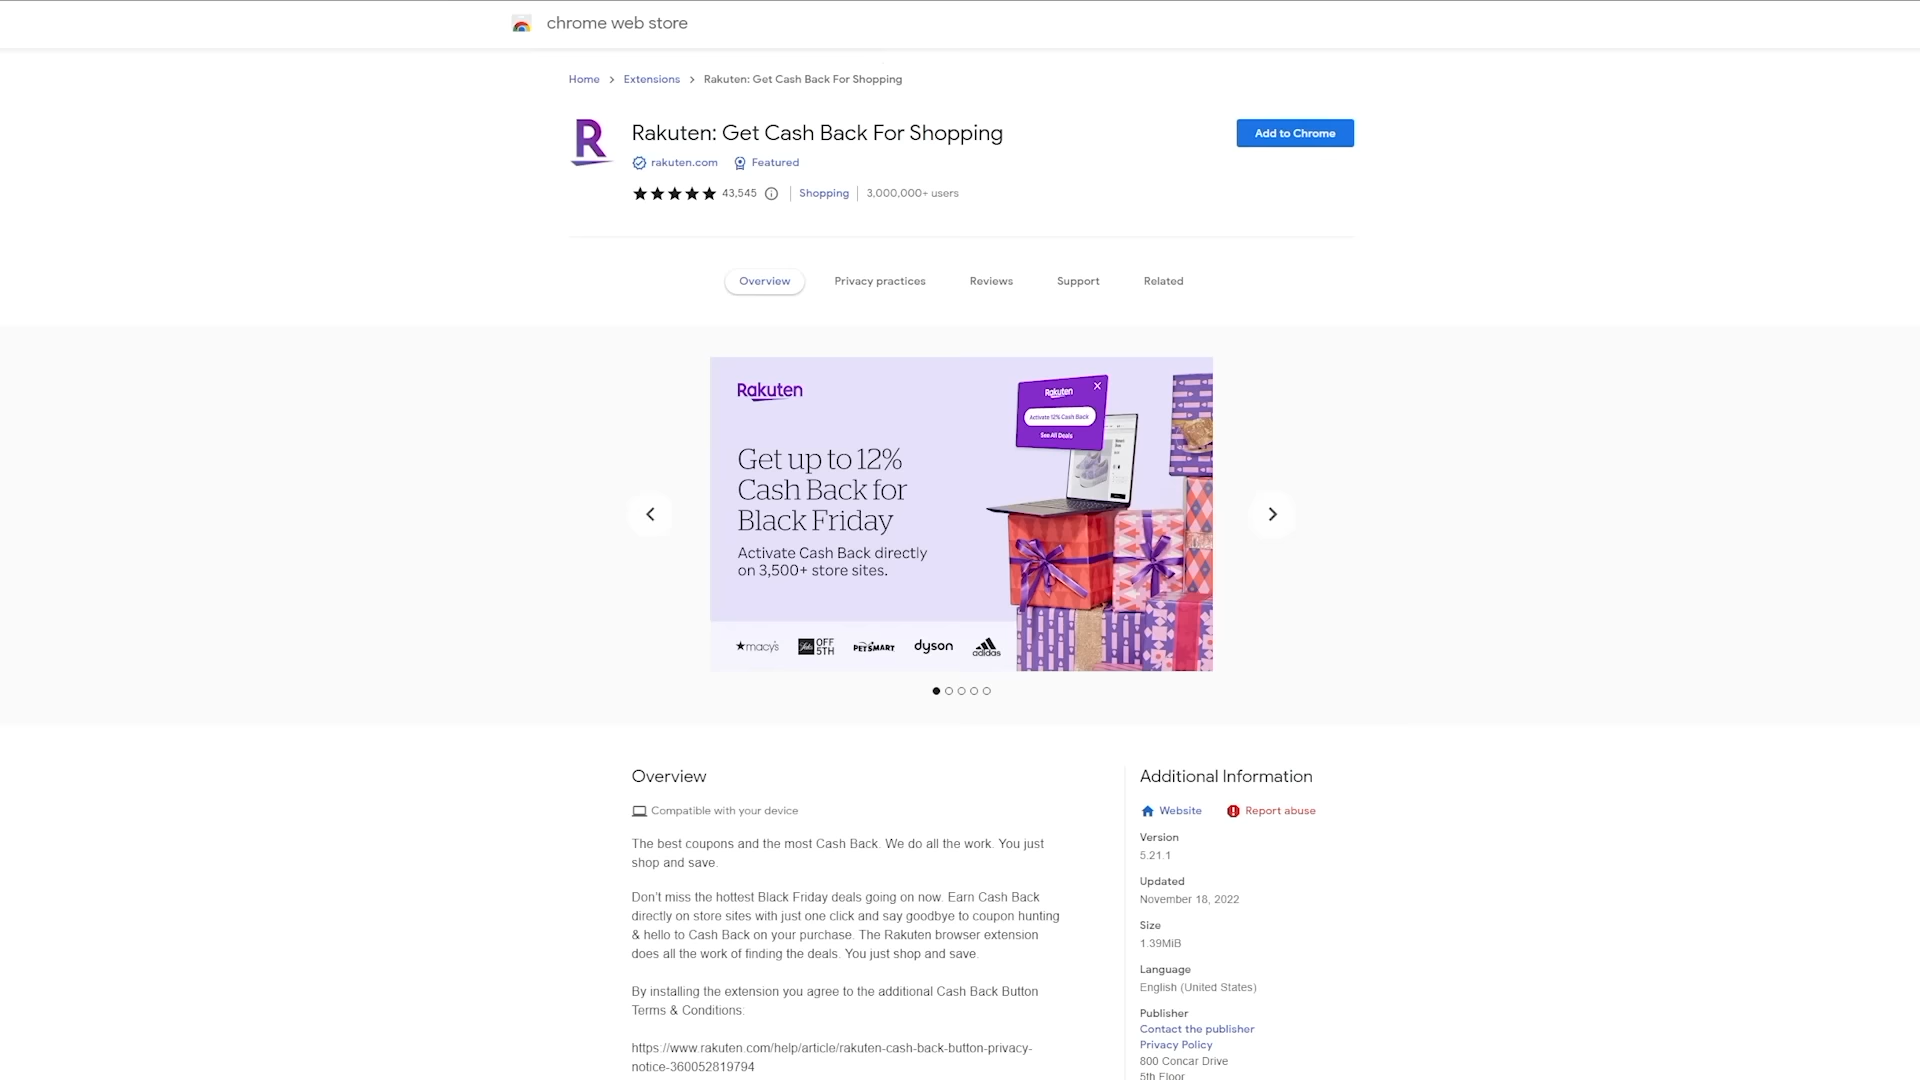 chrome web store
Home > Extensions > Rakuten: Get Cash Back For Shopping
R
Rakuten: Get Cash Back For Shopping
Add to Chrome
rakuten.com Featured
43,545 Shopping 3,000,000+ users
Overview Privacy practices Reviews Support Related
Rakuten
Rakuten X
Activate 12% Cash Back
See All Deals
Get up to 12%
Cash Back for
Black Friday
Activate Cash Back directly
on 3,500+ store sites.
★macy's Saks OFF 5TH PETSMART dyson adidas
Overview
Compatible with your device
The best coupons and the most Cash Back. We do all the work. You just
shop and save.
Don't miss the hottest Black Friday deals going on now. Earn Cash Back
directly on store sites with just one click and say goodbye to coupon hunting
& hello to Cash Back on your purchase. The Rakuten browser extension
does all the work of finding the deals. You just shop and save.
By installing the extension you agree to the additional Cash Back Button
Terms & Conditions:
https://www.rakuten.com/help/article/rakuten-cash-back-button-privacy-
notice-360052819794
Additional Information
Website Report abuse
Version
5.21.1
Updated
November 18, 2022
Size
1.39MiB
Language
English (United States)
Publisher
Contact the publisher
Privacy Policy
800 Concar Drive
5th Floor